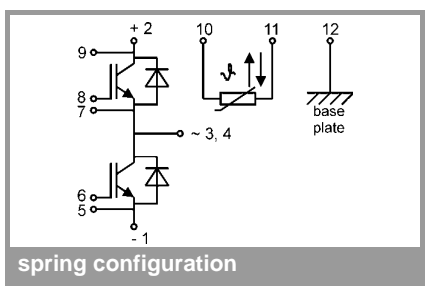 + 2
10
11
12
9
ϑ
8
7
base
plate
~ 3, 4
6
5
- 1
spring configuration